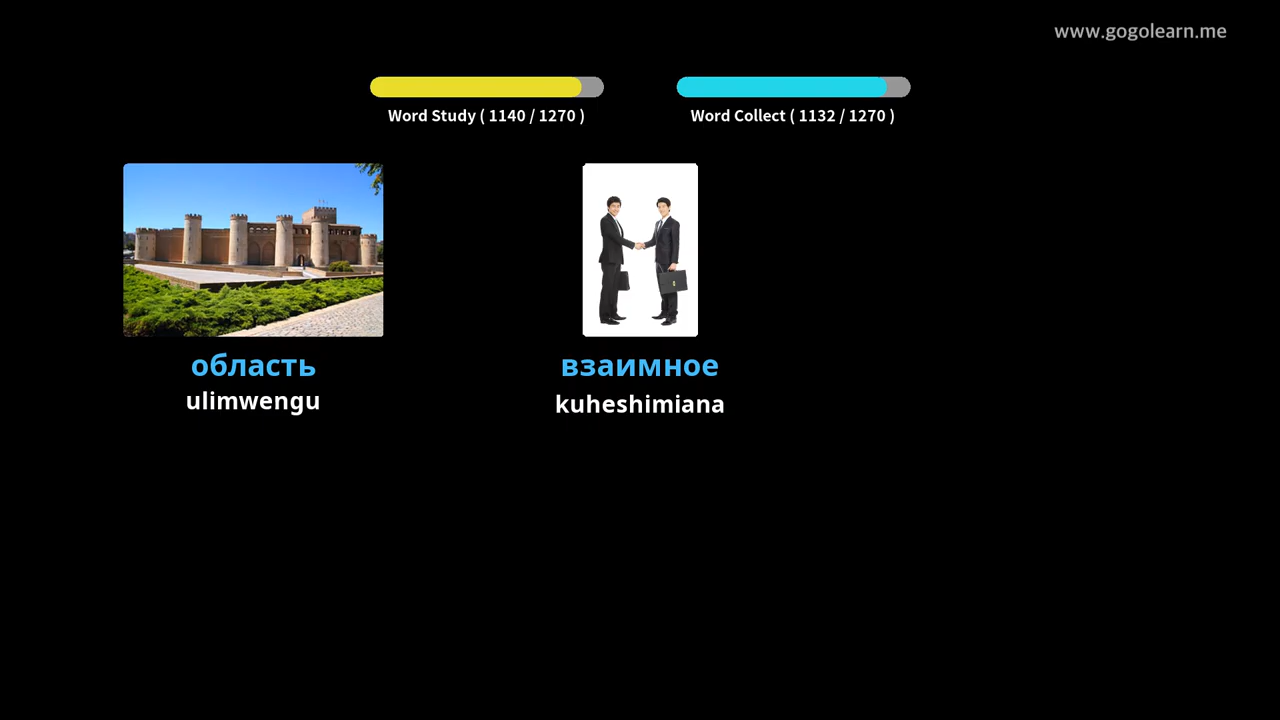 www.gogolearn.me
Word Study ( 1140 / 1270 )
Word Collect ( 1132 / 1270 )
область
взаимное
ulimwengu
kuheshimiana